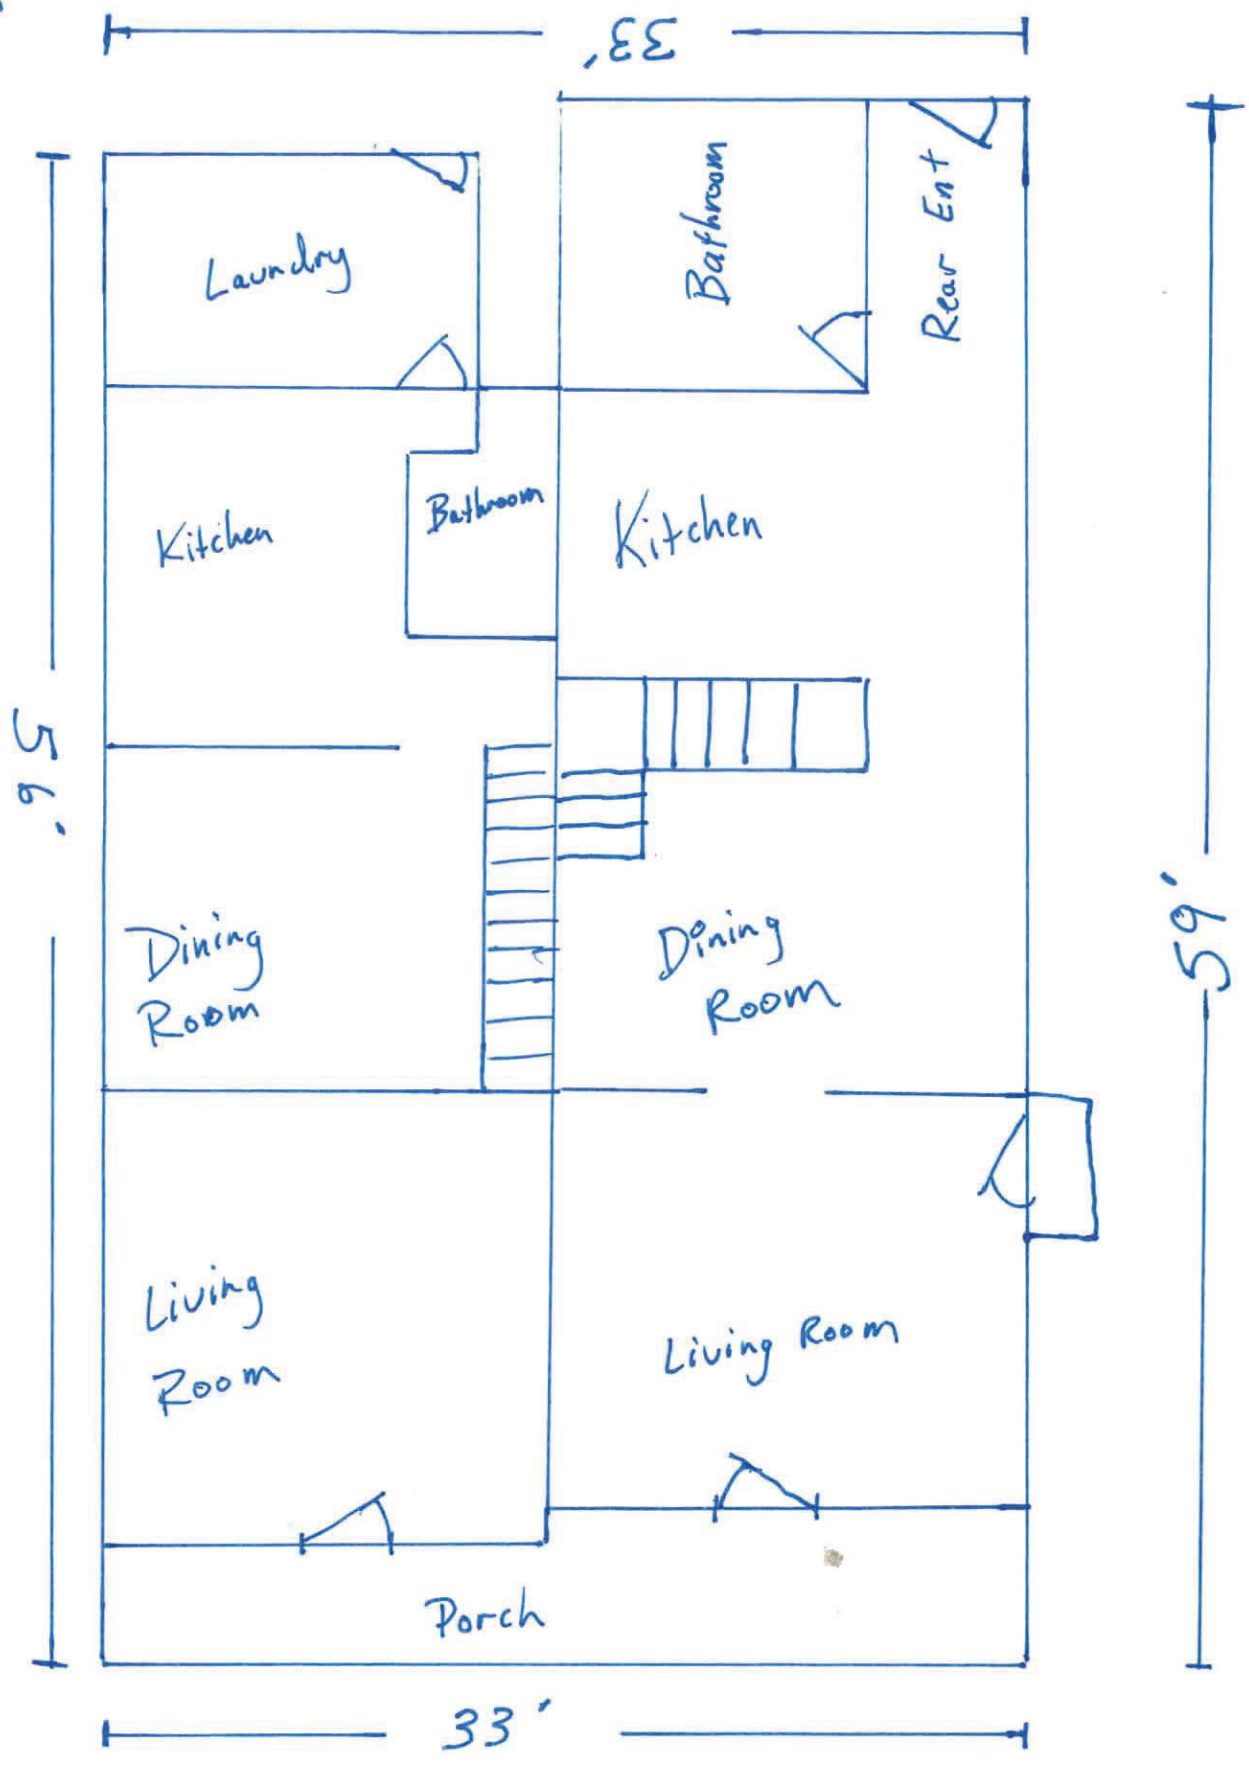 33'
Bathroom
Rear Ent
Laundry
Kitchen
Bathroom
Kitchen
56'
59'
Dining
Room
Dining
Room
Living
Room
Living Room
Porch
33'